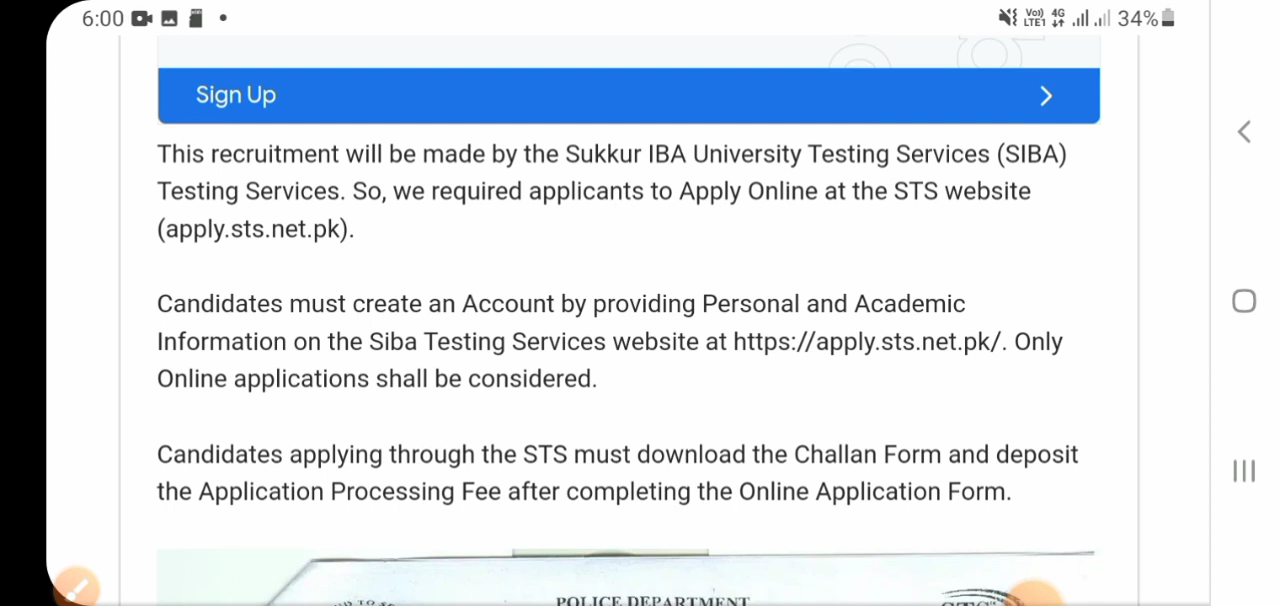 6:00 Vo)) LTE1 4G 34%
Sign Up
This recruitment will be made by the Sukkur IBA University Testing Services (SIBA)
Testing Services. So, we required applicants to Apply Online at the STS website
(apply.sts.net.pk).
Candidates must create an Account by providing Personal and Academic
Information on the Siba Testing Services website at https://apply.sts.net.pk/. Only
Online applications shall be considered.
Candidates applying through the STS must download the Challan Form and deposit
the Application Processing Fee after completing the Online Application Form.
POLICE DEPARTMENT